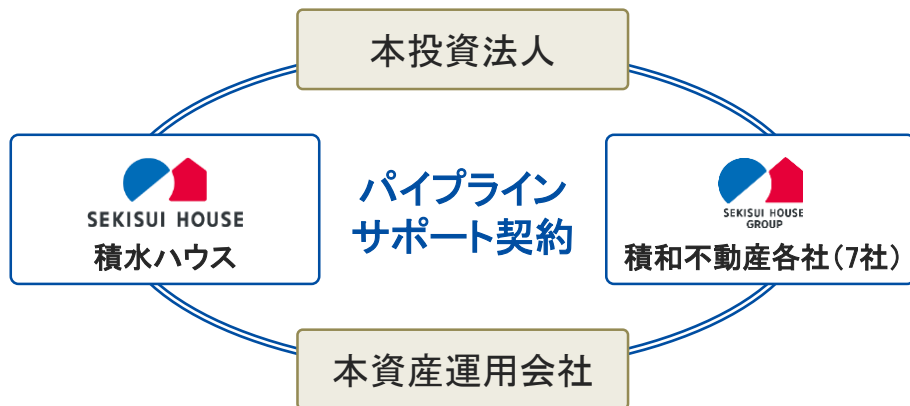 本投資法人
SEKISUI HOUSE
積水ハウス
パイプライン
サポート契約
SEKISUI HOUSE
GROUP
積和不動産各社(7社)
本資産運用会社